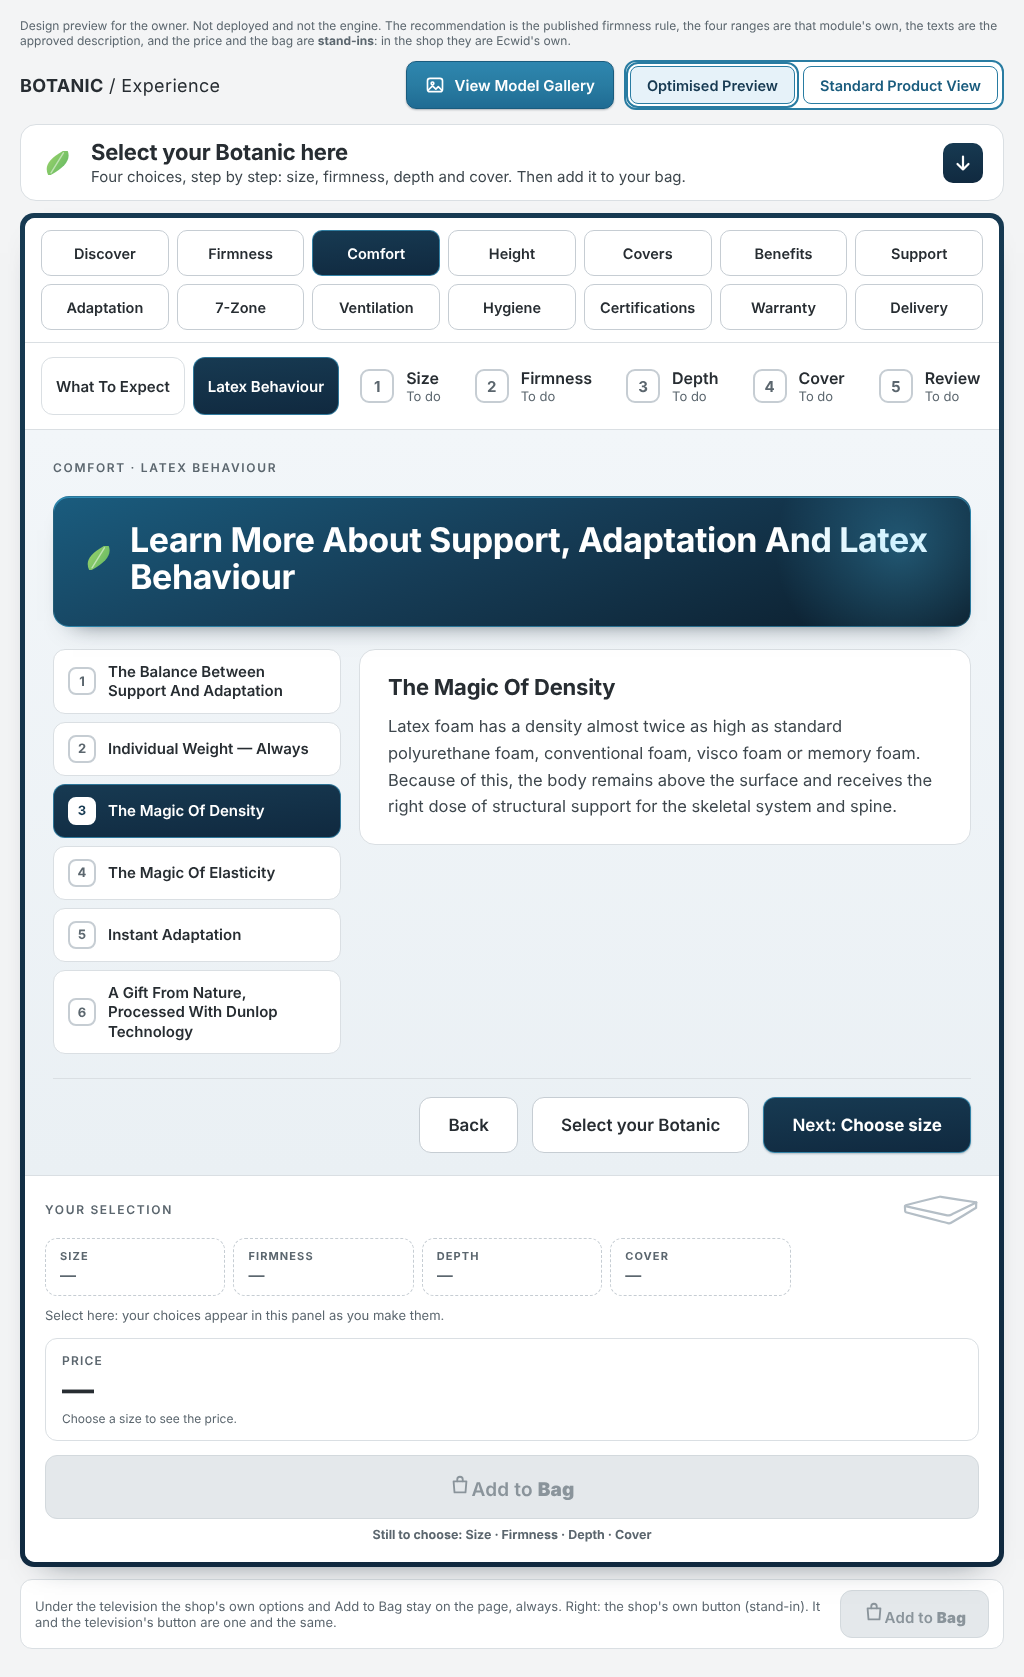 Design preview for the owner. Not deployed and not the engine. The recommendation is the published firmness rule, the four ranges are that module's own, the texts are the
approved description, and the price and the bag are stand-ins: in the shop they are Ecwid's own.
BOTANIC / Experience
View Model Gallery
Optimised Preview
Standard Product View
Select your Botanic here
Four choices, step by step: size, firmness, depth and cover. Then add it to your bag.
Discover
Firmness
Comfort
Height
Covers
Benefits
Support
Adaptation
7-Zone
Ventilation
Hygiene
Certifications
Warranty
Delivery
What To Expect
Latex Behaviour
1
Size
To do
2
Firmness
To do
3
Depth
To do
4
Cover
To do
5
Review
To do
COMFORT · LATEX BEHAVIOUR
Learn More About Support, Adaptation And Latex
Behaviour
1
The Balance Between
Support And Adaptation
2
Individual Weight — Always
3
The Magic Of Density
4
The Magic Of Elasticity
5
Instant Adaptation
6
A Gift From Nature,
Processed With Dunlop
Technology
The Magic Of Density
Latex foam has a density almost twice as high as standard
polyurethane foam, conventional foam, visco foam or memory foam.
Because of this, the body remains above the surface and receives the
right dose of structural support for the skeletal system and spine.
Back
Select your Botanic
Next: Choose size
YOUR SELECTION
SIZE
—
FIRMNESS
—
DEPTH
—
COVER
—
Select here: your choices appear in this panel as you make them.
PRICE
—
Choose a size to see the price.
Add to Bag
Still to choose: Size · Firmness · Depth · Cover
Under the television the shop's own options and Add to Bag stay on the page, always. Right: the shop's own button (stand-in). It
and the television's button are one and the same.
Add to Bag